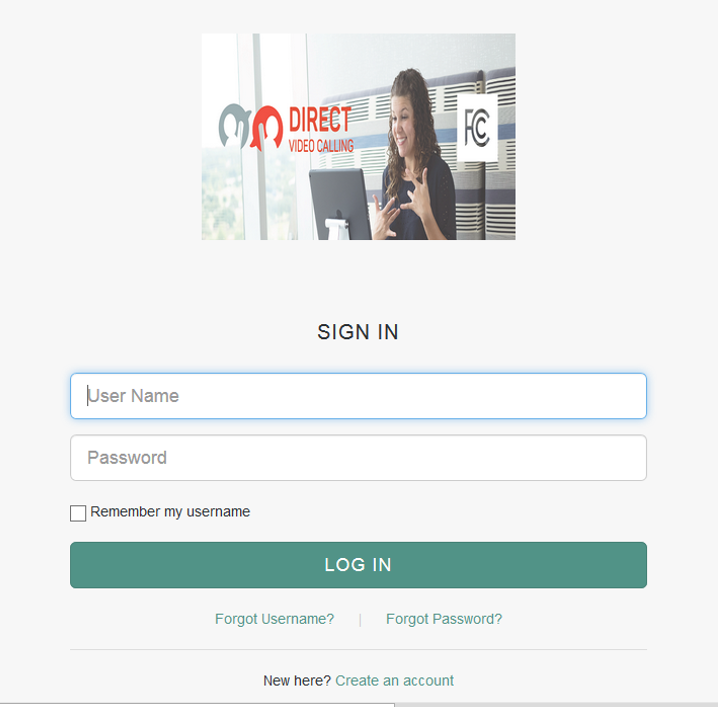 DIRECT
VIDEO CALLING
FCC
SIGN IN
User Name
Password
Remember my username
LOG IN
Forgot Username? | Forgot Password?
New here? Create an account